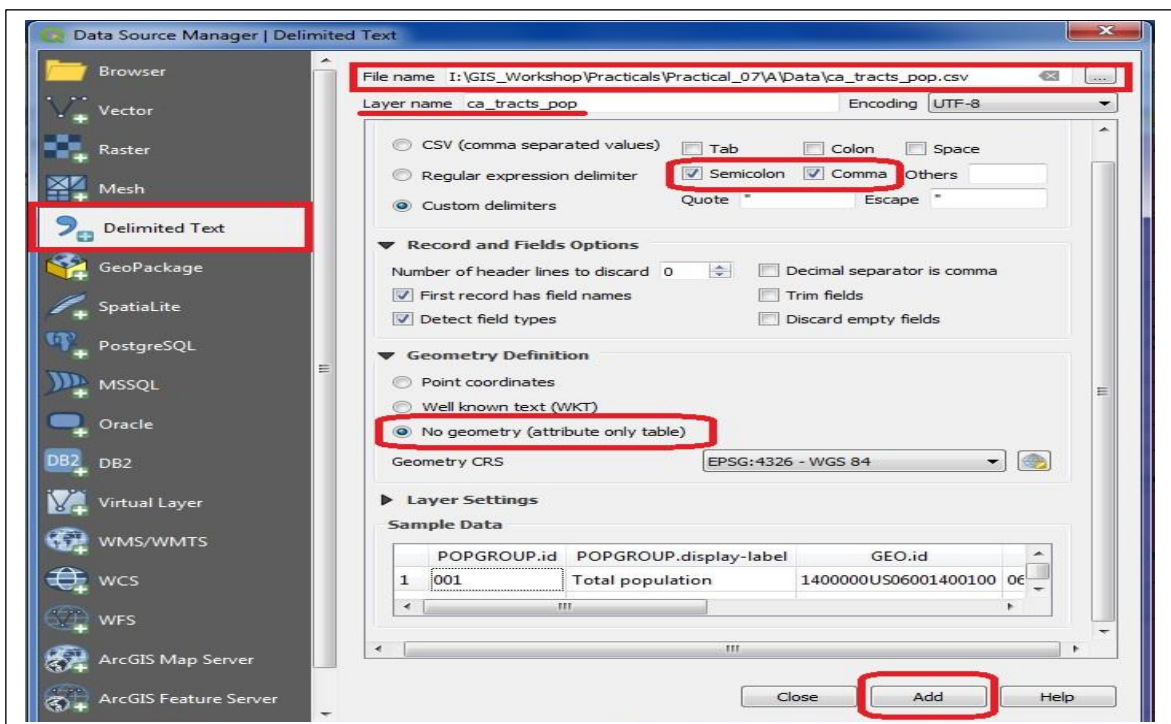 Data Source Manager | Delimited Text
Browser
Vector
Raster
Mesh
Delimited Text
GeoPackage
SpatiaLite
PostgreSQL
MSSQL
Oracle
DB2 DB2
Virtual Layer
WMS/WMTS
WCS
WFS
ArcGIS Map Server
ArcGIS Feature Server
File name I:\GIS_Workshop\Practicals\Practical_07\A\Data\ca_tracts_pop.csv ...
Layer name ca_tracts_pop Encoding UTF-8
CSV (comma separated values) Tab Colon Space
Regular expression delimiter Semicolon Comma Others
Custom delimiters Quote " Escape "
Record and Fields Options
Number of header lines to discard 0 Decimal separator is comma
First record has field names Trim fields
Detect field types Discard empty fields
Geometry Definition
Point coordinates
Well known text (WKT)
No geometry (attribute only table)
Geometry CRS EPSG:4326 - WGS 84
Layer Settings
Sample Data
POPGROUP.id POPGROUP.display-label GEO.id
1 001 Total population 1400000US06001400100 06
Close Add Help